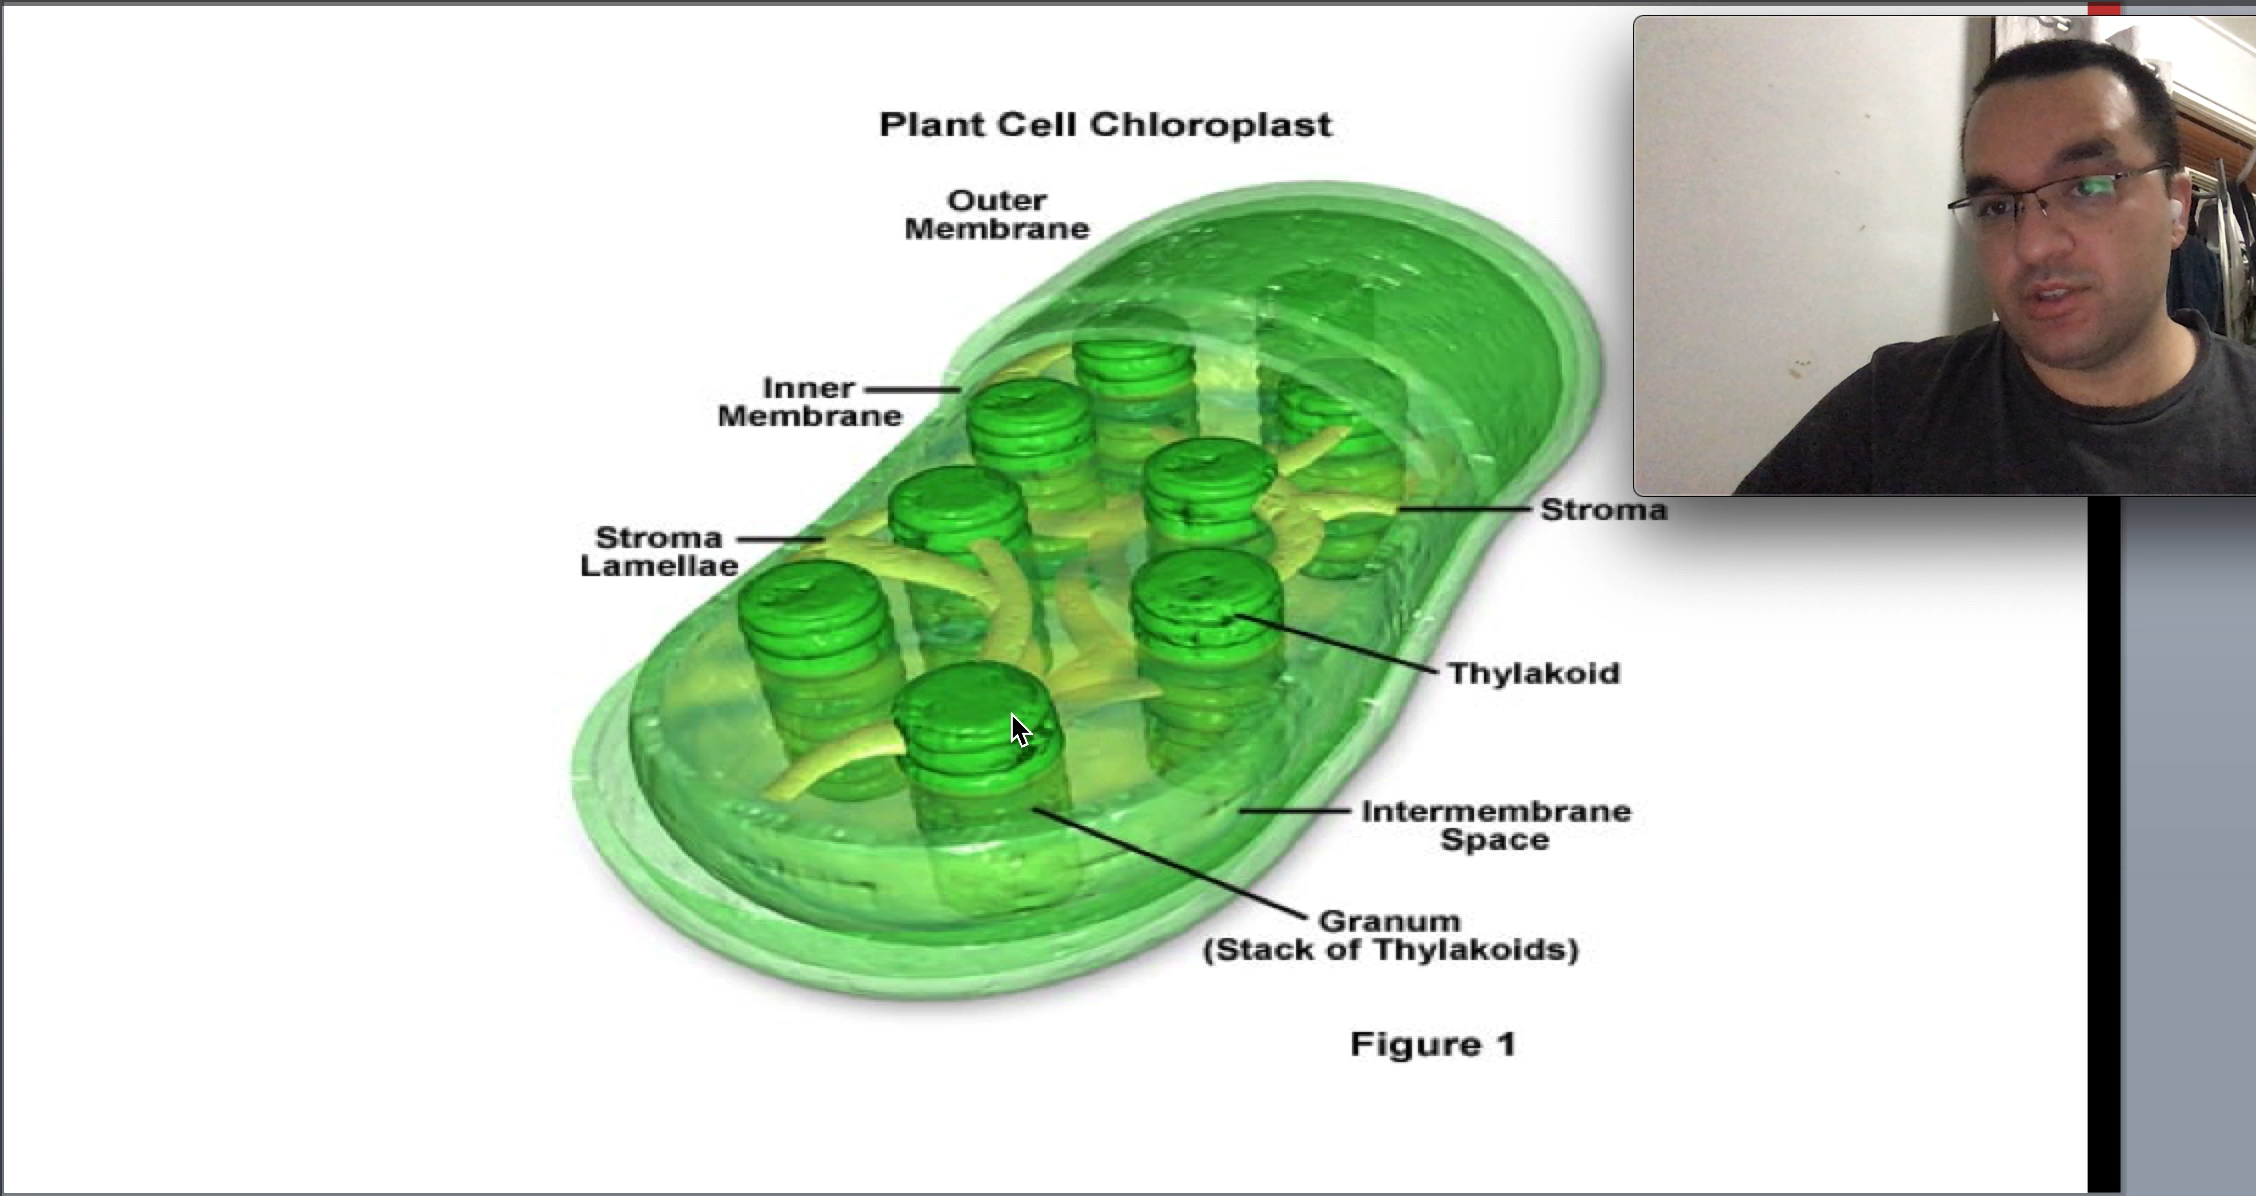 Plant Cell Chloroplast
Outer
Membrane
Inner
Membrane
Stroma
Lamellae
Stroma
Thylakoid
Intermembrane
Space
Granum
(Stack of Thylakoids)
Figure 1